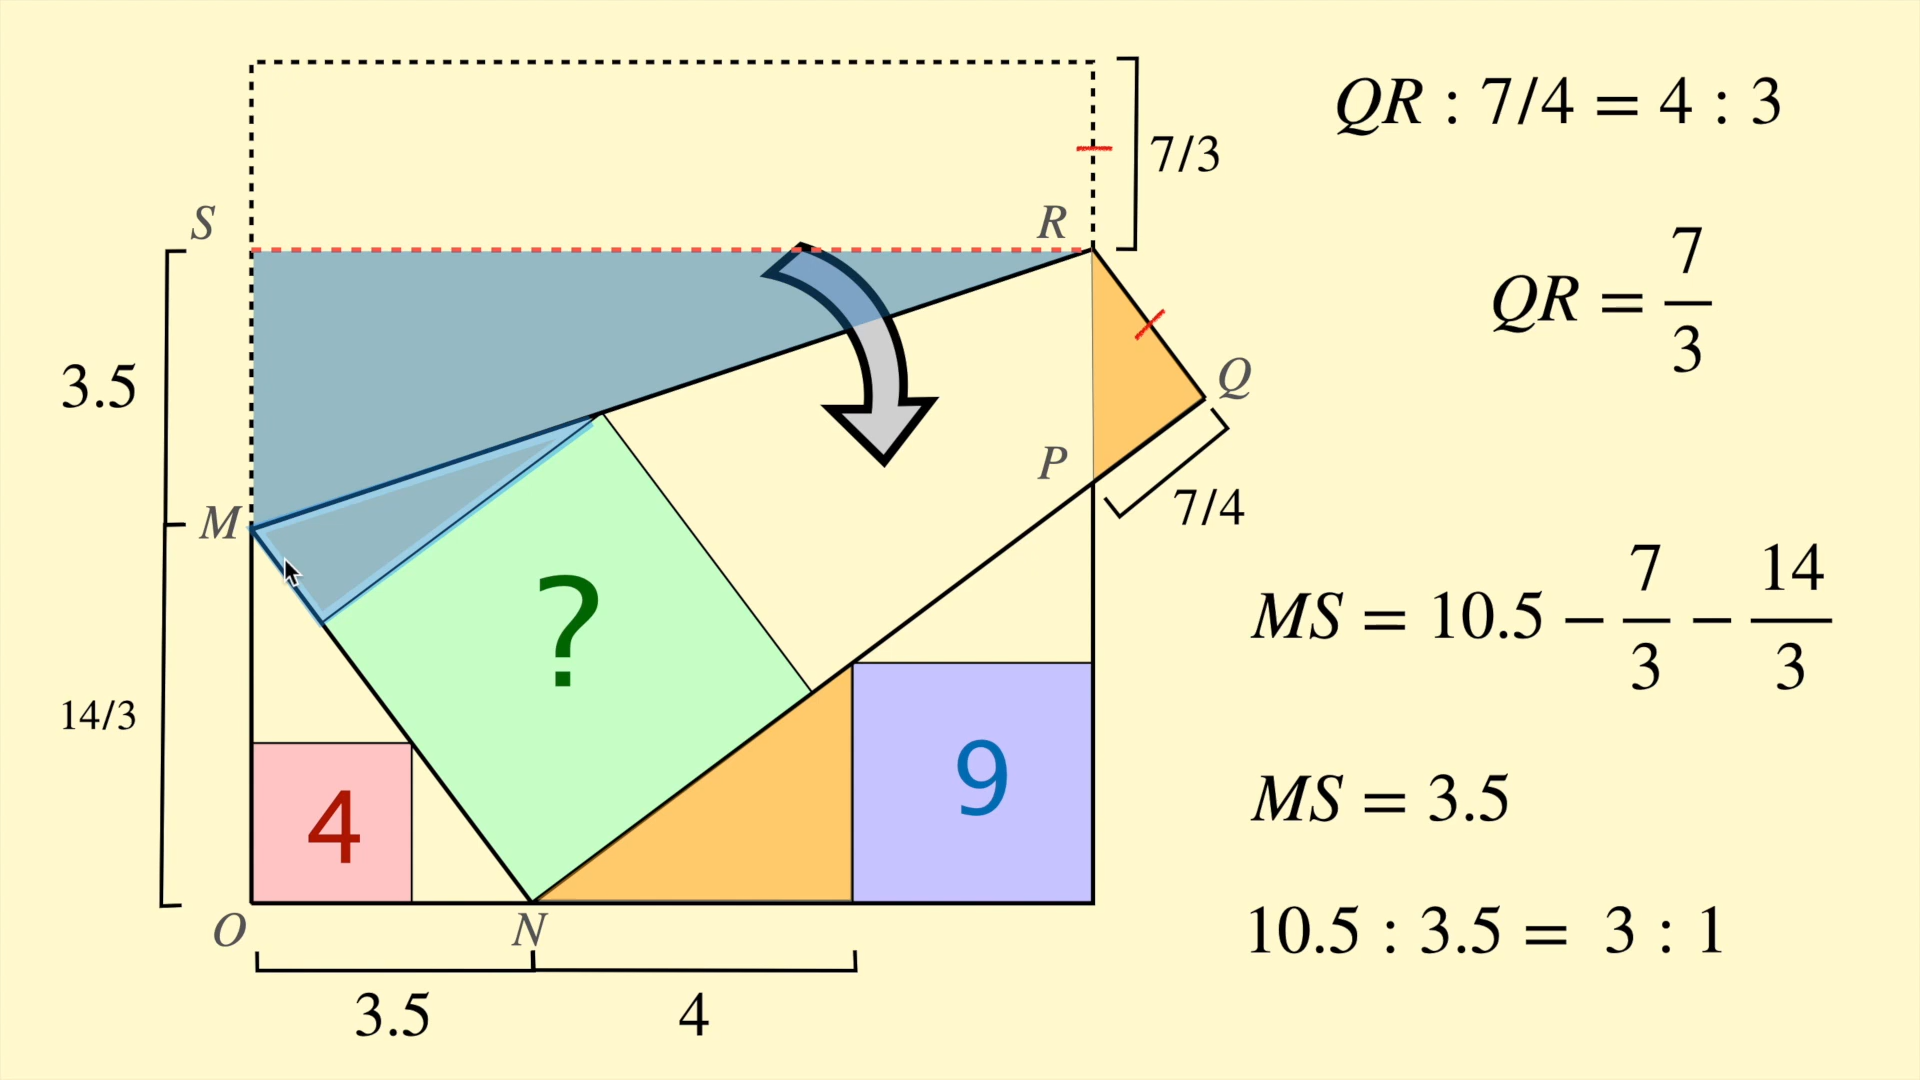 QR : 7/4 = 4 : 3
7/3
S
R
QR = 7/3
3.5
Q
P
M
7/4
MS = 10.5 − 7/3 − 14/3
?
14/3
4
9
MS = 3.5
O
N
10.5 : 3.5 = 3 : 1
3.5
4